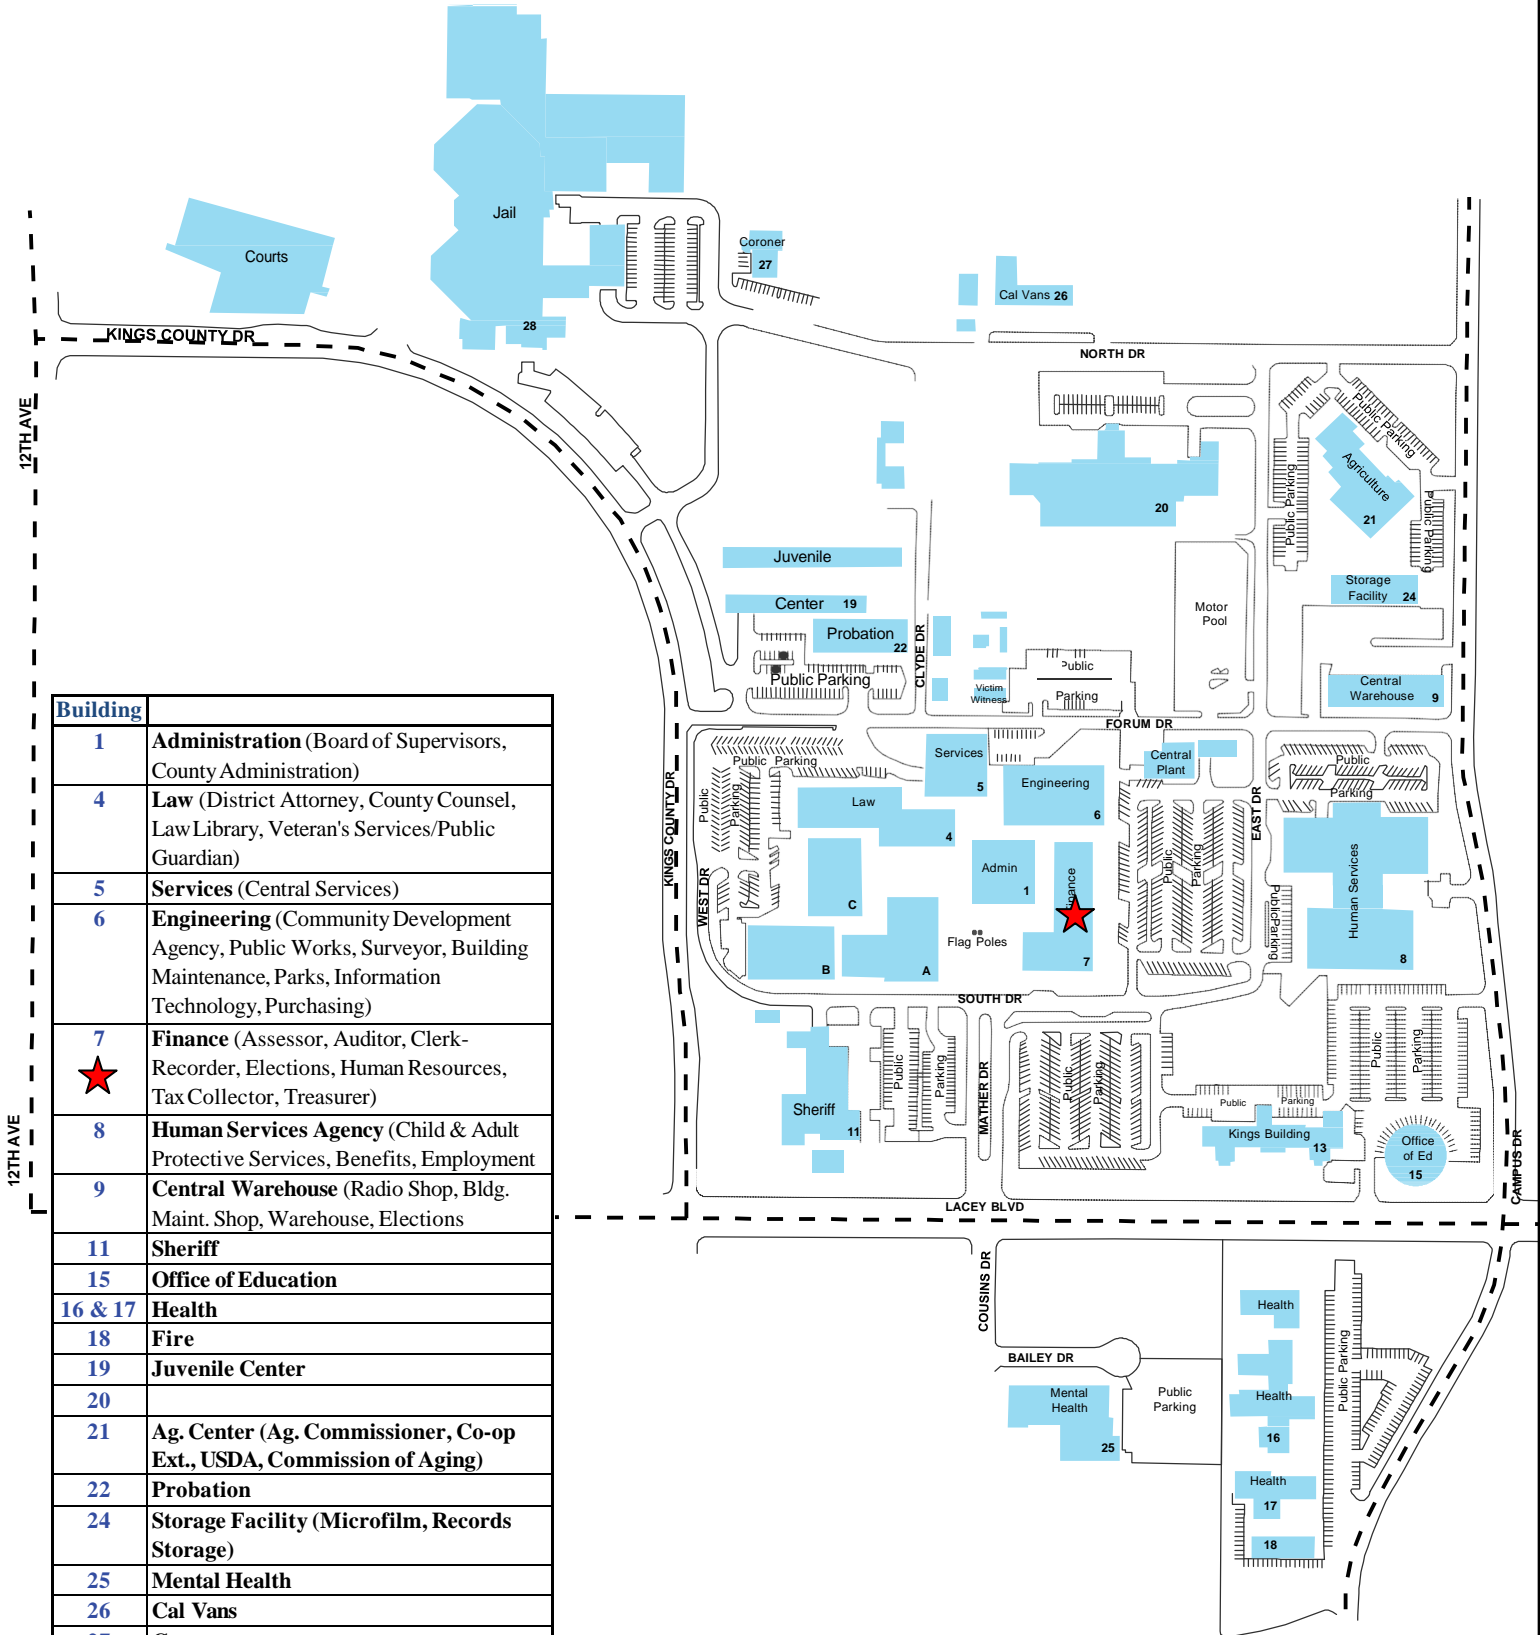 Jail
Coroner
27
Courts
Cal Vans 26
28
KINGS COUNTY DR
NORTH DR
12TH AVE
Public Parking
Agriculture
21
Public Parking
Public Parking
20
Juvenile
Center 19
Probation
22
Public Parking
CLYDE DR
Storage
Facility 24
Motor
Pool
Public
Parking
Victim
Witness
Central
Warehouse 9
FORUM DR
Public Parking
Public
Parking
Services
5
Engineering
6
Central
Plant
Public
Parking
Law
4
KINGS COUNTY DR
EAST DR
Admin
1
Finance
7
Public
Parking
Human Services
8
Public Parking
WEST DR
C
B
A
Flag Poles
SOUTH DR
Sheriff
11
Public
Parking
MATHER DR
Public
Parking
Public
Parking
Public Parking
Kings Building
13
Office
of Ed
15
CAMPUS DR
12TH AVE
LACEY BLVD
COUSINS DR
BAILEY DR
Mental
Health
25
Public
Parking
Health
Health
16
Health
17
18
Public Parking
Building
1 Administration (Board of Supervisors,
County Administration)
4 Law (District Attorney, County Counsel,
Law Library, Veteran's Services/Public
Guardian)
5 Services (Central Services)
6 Engineering (Community Development
Agency, Public Works, Surveyor, Building
Maintenance, Parks, Information
Technology, Purchasing)
7 Finance (Assessor, Auditor, Clerk-
Recorder, Elections, Human Resources,
Tax Collector, Treasurer)
8 Human Services Agency (Child & Adult
Protective Services, Benefits, Employment
9 Central Warehouse (Radio Shop, Bldg.
Maint. Shop, Warehouse, Elections
11 Sheriff
15 Office of Education
16 & 17 Health
18 Fire
19 Juvenile Center
20
21 Ag. Center (Ag. Commissioner, Co-op
Ext., USDA, Commission of Aging)
22 Probation
24 Storage Facility (Microfilm, Records
Storage)
25 Mental Health
26 Cal Vans